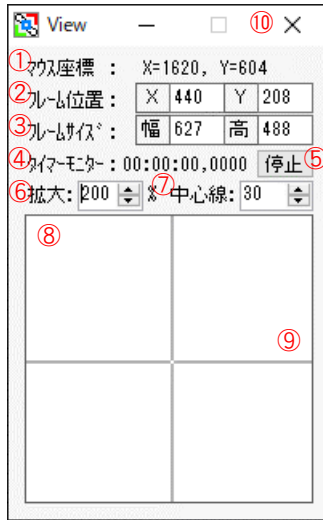 View ⑩
①マウス座標 : X=1620, Y=604
②フレーム位置 : X 440 Y 208
③フレームサイズ : 幅 627 高 488
④タイマーモニター : 00:00:00,0000 停止 ⑤
⑥拡大: 200 % ⑦中心線: 30
⑧
⑨